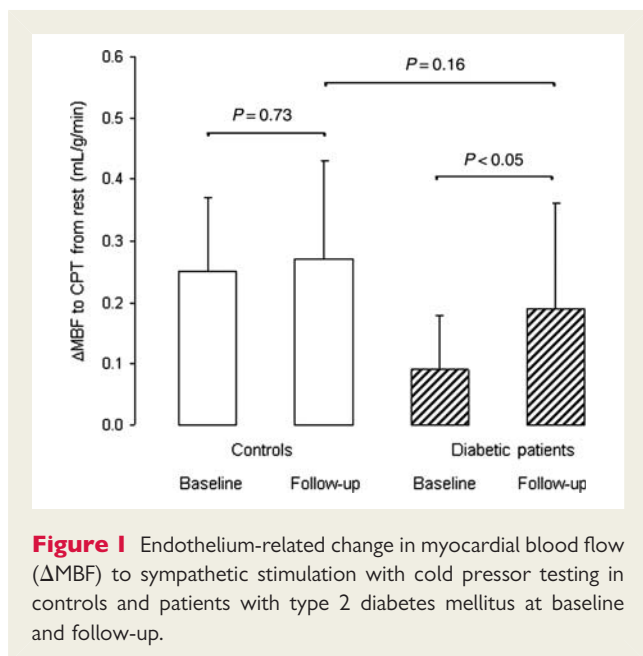 0.6
0.5
0.4
0.3
0.2
0.1
0.0
ΔMBF to CPT from rest (mL/g/min)
P=0.16
P=0.73
P<0.05
Controls
Diabetic patients
Baseline
Follow-up
Baseline
Follow-up
Figure 1 Endothelium-related change in myocardial blood flow
(ΔMBF) to sympathetic stimulation with cold pressor testing in
controls and patients with type 2 diabetes mellitus at baseline
and follow-up.